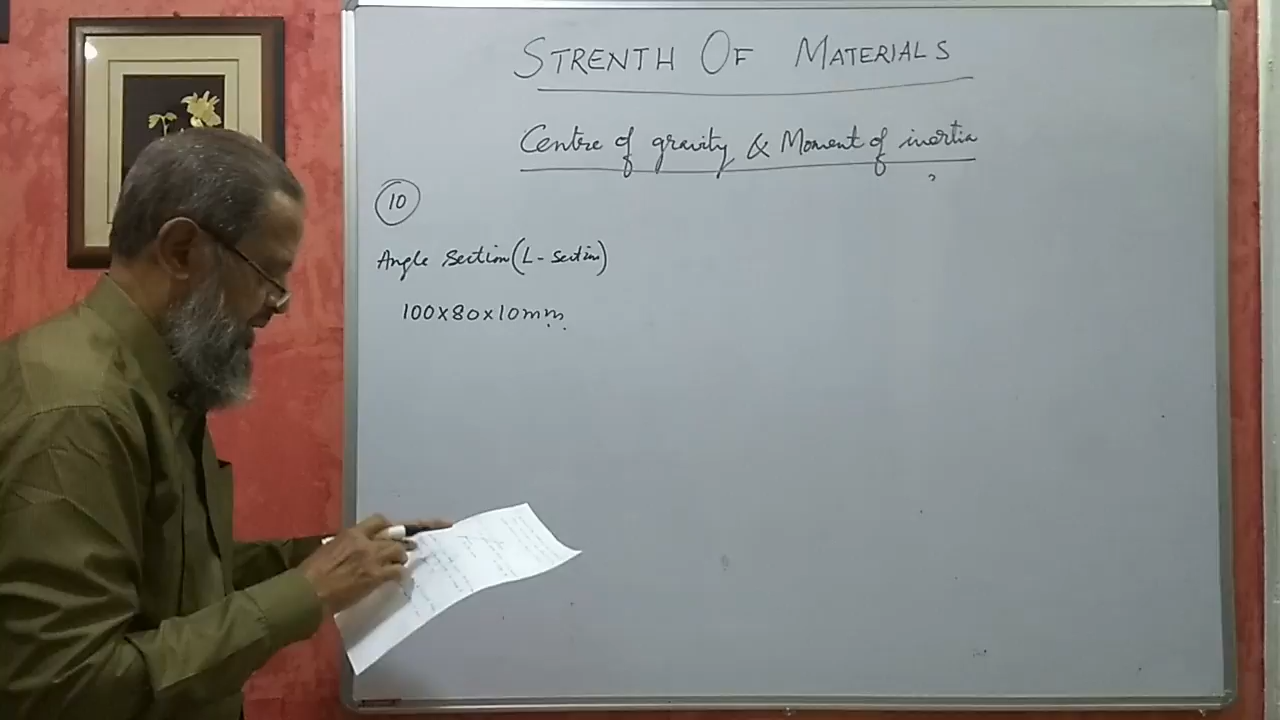 STRENTH OF MATERIALS
Centre of gravity & Moment of inertia
10
Angle section (L-section)
100x80x10mm